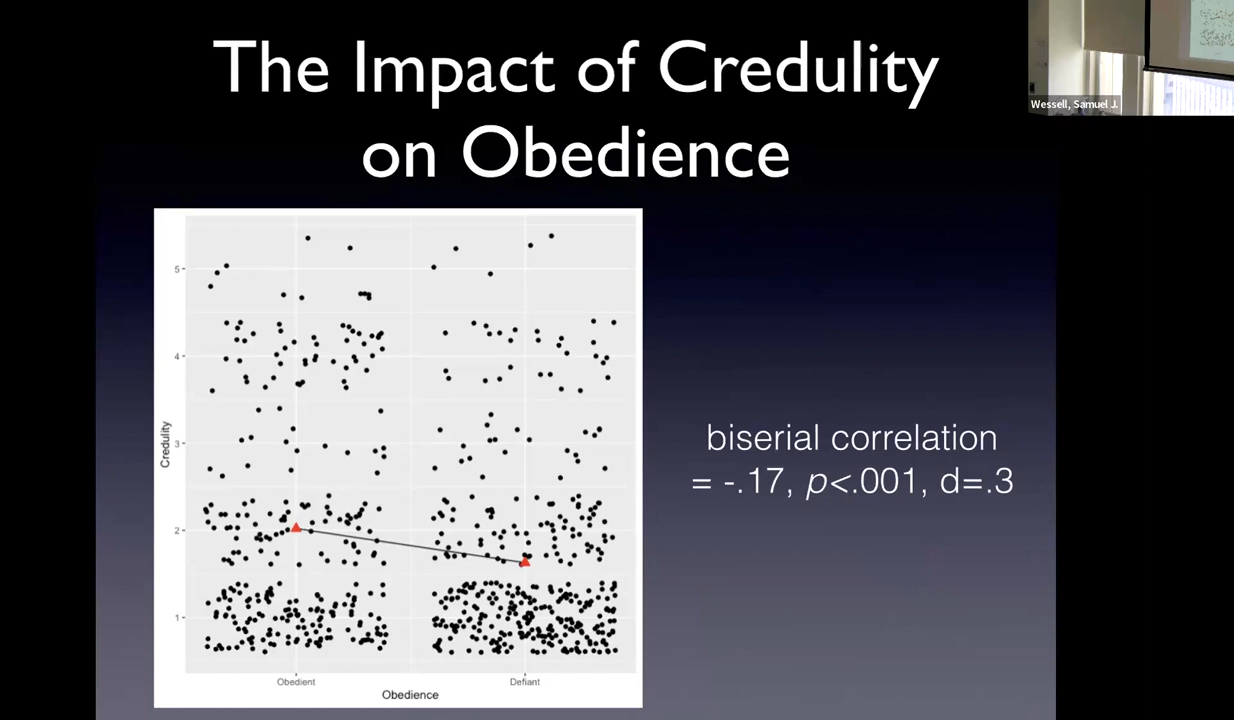 The Impact of Credulity
on Obedience
Wessell, Samuel J.
5
4
3
2
1
Credulity
Obedient
Defiant
Obedience
biserial correlation
= -.17, p<.001, d=.3